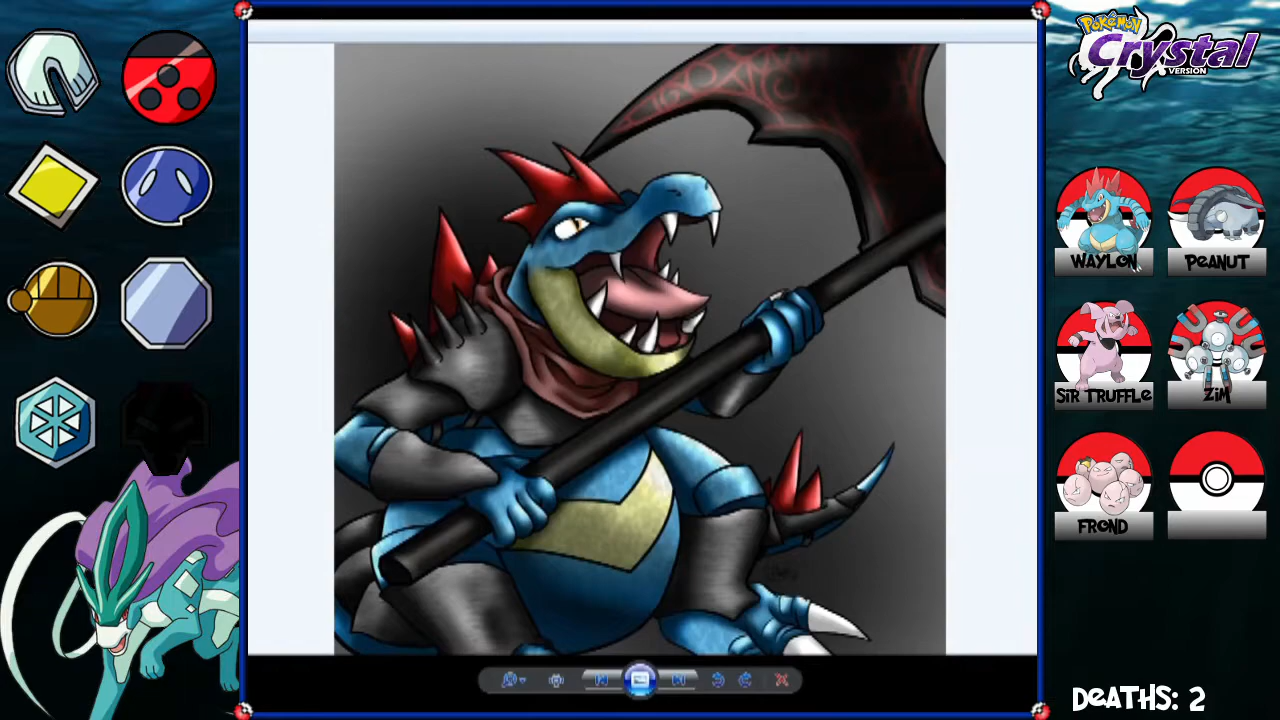 POKéMON
Crystal
VERSION
WAYLON
PEANUT
SiR TRUFFLE
ZiM
FROND
DEATHS: 2